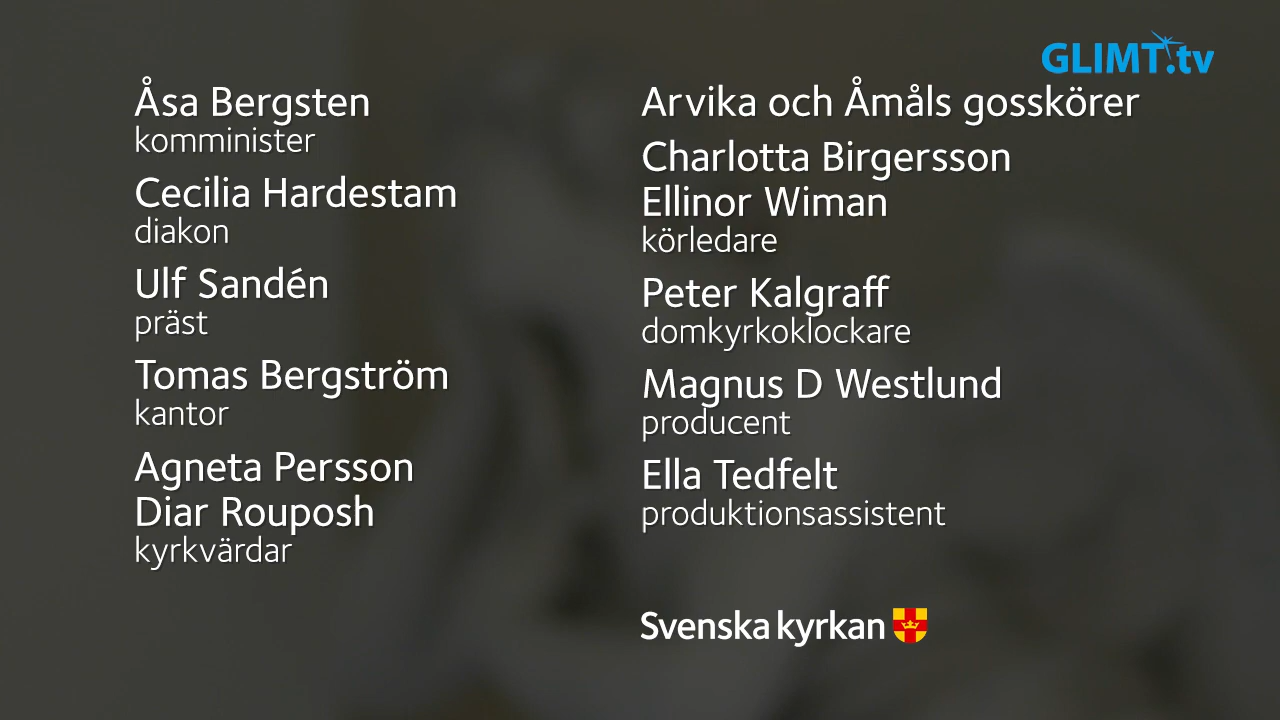 GLIMT.tv
Åsa Bergsten
komminister
Cecilia Hardestam
diakon
Ulf Sandén
präst
Tomas Bergström
kantor
Agneta Persson
Diar Rouposh
kyrkvärdar
Arvika och Åmåls gosskörer
Charlotta Birgersson
Ellinor Wiman
körledare
Peter Kalgraff
domkyrkoklockare
Magnus D Westlund
producent
Ella Tedfelt
produktionsassistent
Svenska kyrkan